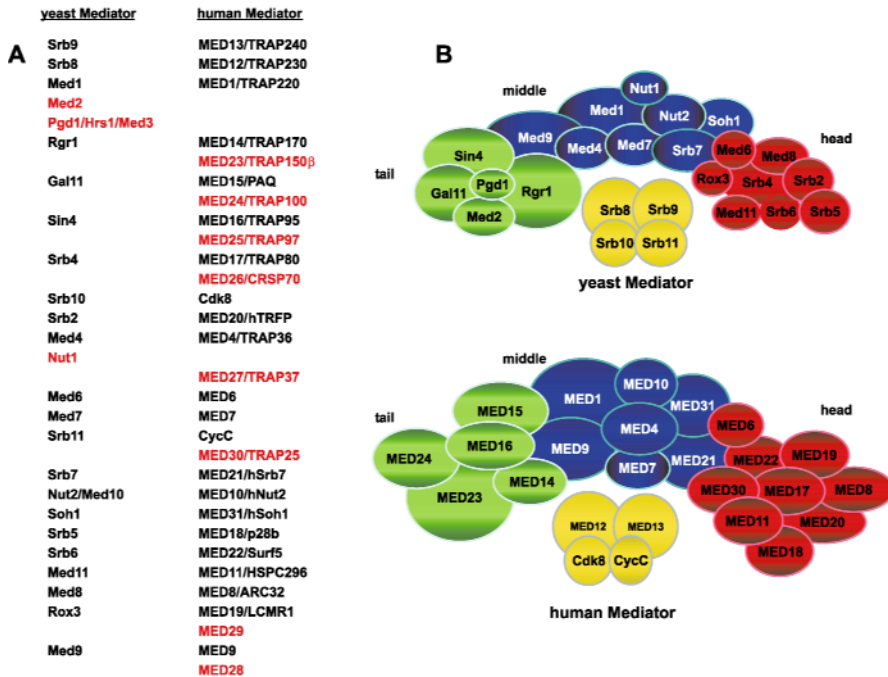 yeast Mediator human Mediator
A
Srb9 MED13/TRAP240
Srb8 MED12/TRAP230
Med1 MED1/TRAP220
Med2
Pgd1/Hrs1/Med3
Rgr1 MED14/TRAP170
MED23/TRAP150β
Gal11 MED15/PAQ
MED24/TRAP100
Sin4 MED16/TRAP95
MED25/TRAP97
Srb4 MED17/TRAP80
MED26/CRSP70
Srb10 Cdk8
Srb2 MED20/hTRFP
Med4 MED4/TRAP36
Nut1
MED27/TRAP37
Med6 MED6
Med7 MED7
Srb11 CycC
MED30/TRAP25
Srb7 MED21/hSrb7
Nut2/Med10 MED10/hNut2
Soh1 MED31/hSoh1
Srb5 MED18/p28b
Srb6 MED22/Surf5
Med11 MED11/HSPC296
Med8 MED8/ARC32
Rox3 MED19/LCMR1
MED29
Med9 MED9
MED28
B
middle
Nut1
Med1
Nut2
Soh1
Med9
Med4
Med7
Srb7
head
Med6
Med8
Rox3
Srb4
Srb2
Med11
Srb6
Srb5
tail
Sin4
Gal11
Pgd1
Rgr1
Med2
Srb8
Srb9
Srb10
Srb11
yeast Mediator
middle
MED1
MED10
MED31
MED4
MED9
MED7
MED21
tail
MED15
MED16
MED24
MED14
MED23
head
MED6
MED22
MED19
MED30
MED17
MED8
MED11
MED20
MED18
MED12
MED13
Cdk8
CycC
human Mediator